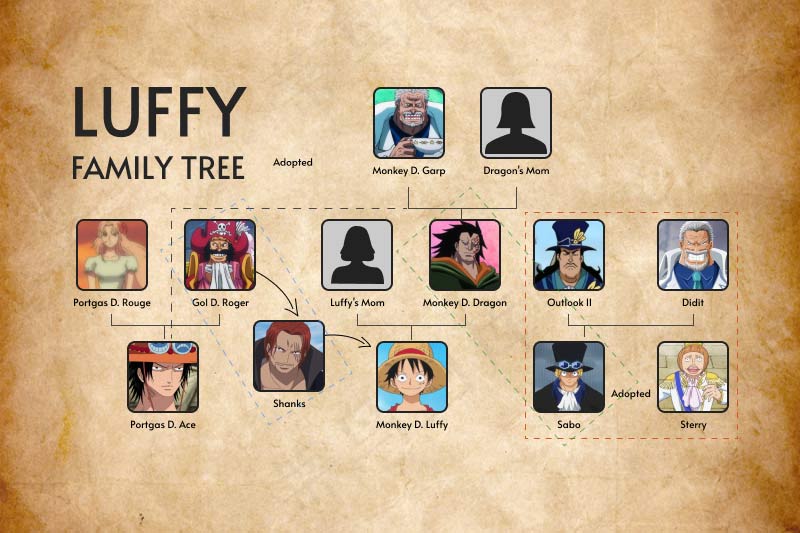 LUFFY
FAMILY TREE
Adopted
Monkey D. Garp
Dragon's Mom
Portgas D. Rouge
Gol D. Roger
Luffy's Mom
Monkey D. Dragon
Outlook II
Didit
Shanks
Adopted
Portgas D. Ace
Monkey D. Luffy
Sabo
Sterry